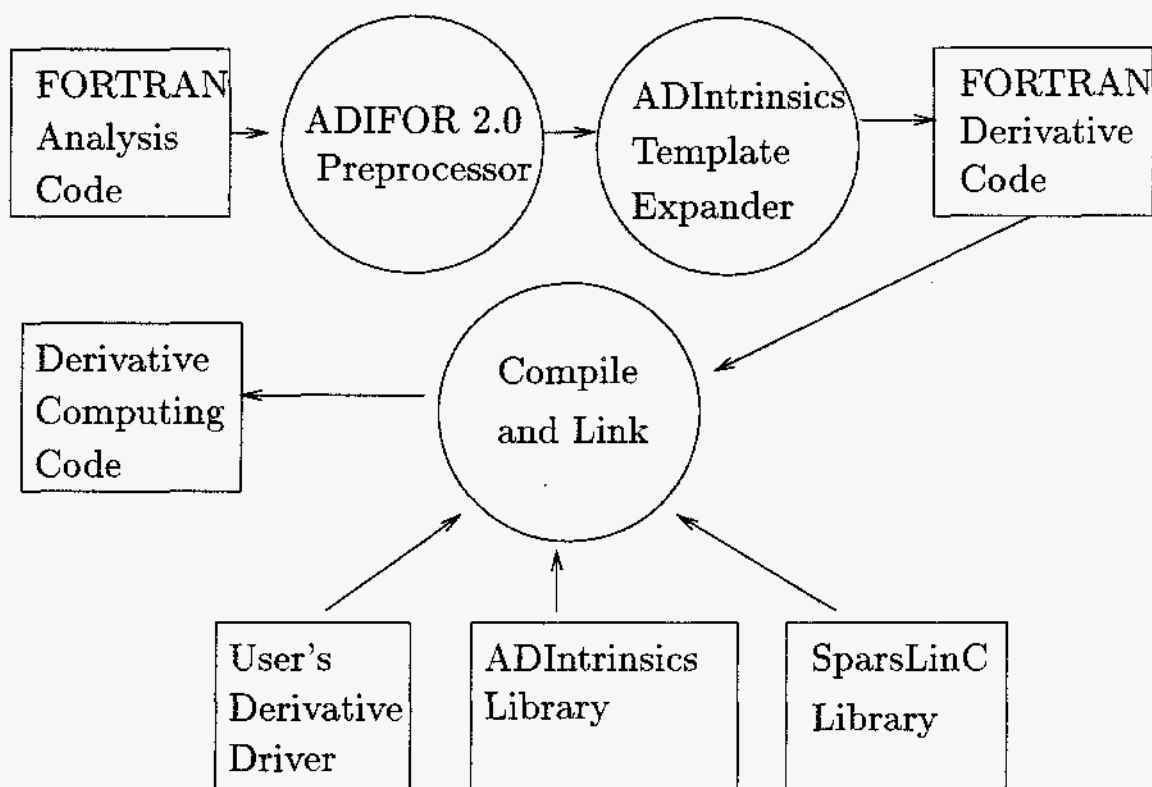 FORTRAN
Analysis
Code
ADIFOR 2.0
Preprocessor
ADIntrinsics
Template
Expander
FORTRAN
Derivative
Code
Derivative
Computing
Code
Compile
and Link
User's
Derivative
Driver
ADIntrinsics
Library
SparsLinC
Library